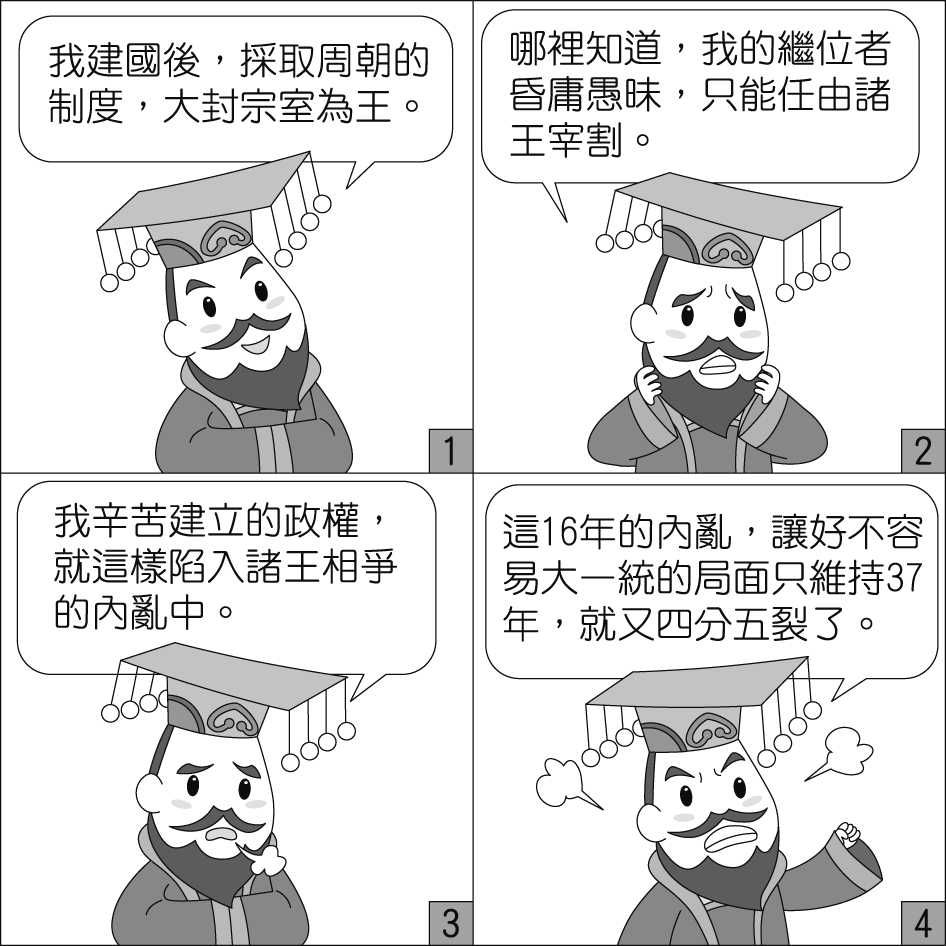 我建國後，採取周朝的
制度，大封宗室為王。
1
哪裡知道，我的繼位者
昏庸愚昧，只能任由諸
王宰割。
2
我辛苦建立的政權，
就這樣陷入諸王相爭
的內亂中。
3
這16年的內亂，讓好不容
易大一統的局面只維持37
年，就又四分五裂了。
4